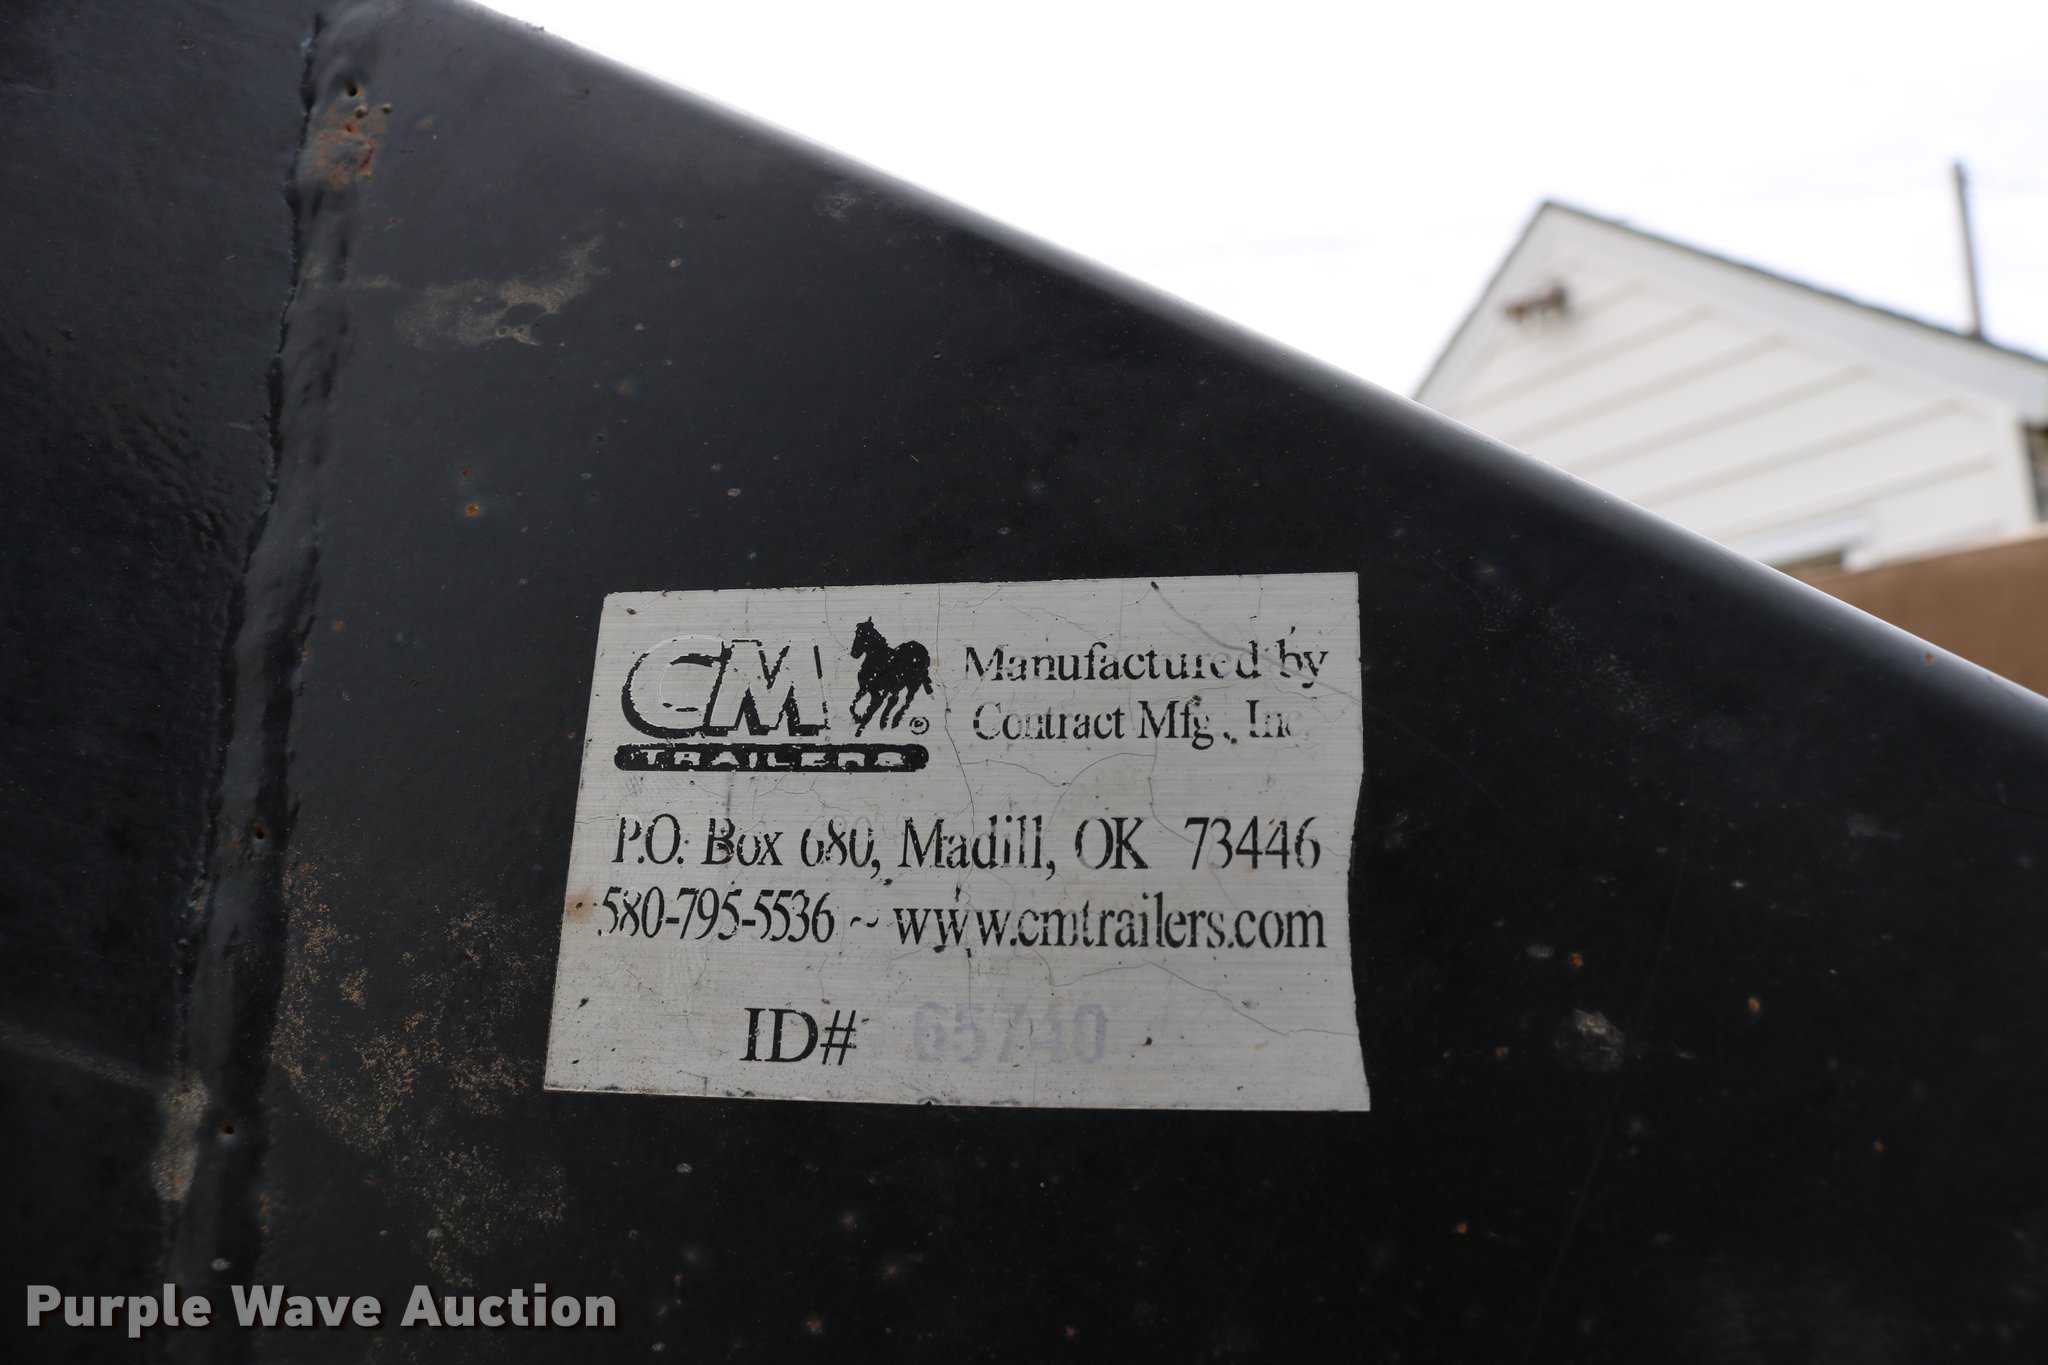 CM
TRAILERS
Manufactured by
Contract Mfg., Inc.
P.O. Box 680, Madill, OK 73446
580-795-5536 ~ www.cmtrailers.com
ID# 65740
Purple Wave Auction